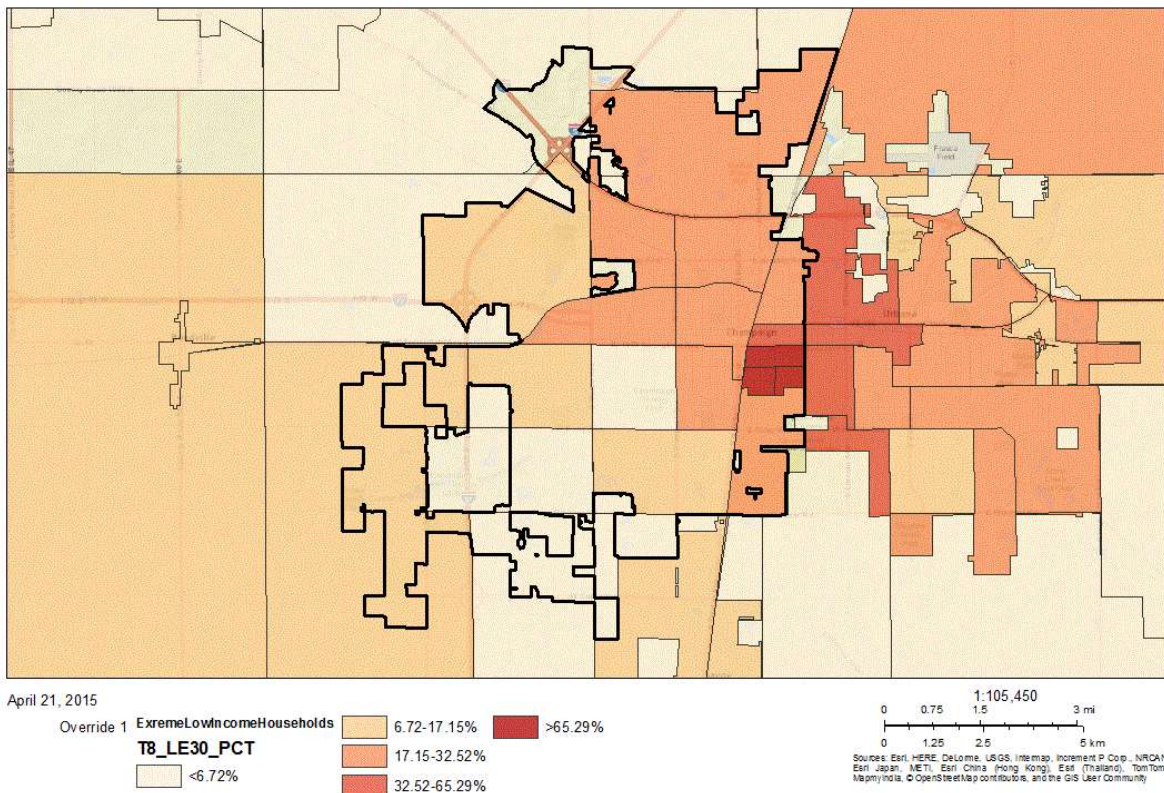 Frasca
Field
Urbana
Champaign
April 21, 2015
Override 1 ExremeLowIncomeHouseholds
T8_LE30_PCT
<6.72%
6.72-17.15%
17.15-32.52%
32.52-65.29%
>65.29%
1:105,450
0 0.75 1.5 3 mi
0 1.25 2.5 5 km
Sources: Esri, HERE, DeLorme, USGS, Intermap, Increment P Corp., NRCAN,
Esri Japan, METI, Esri China (Hong Kong), Esri (Thailand), TomTom,
MapmyIndia, © OpenStreetMap contributors, and the GIS User Community